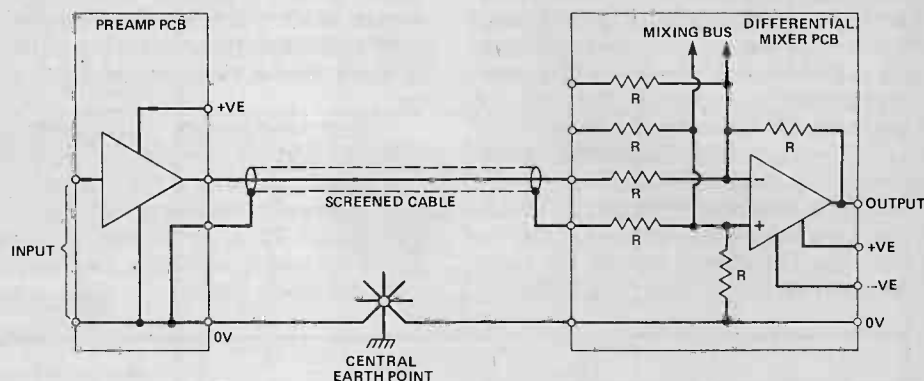 PREAMP PCB
+VE
INPUT
0V
SCREENED CABLE
CENTRAL
EARTH POINT
MIXING BUS
DIFFERENTIAL
MIXER PCB
R
R
R
R
R
R
-
+
OUTPUT
+VE
-VE
0V